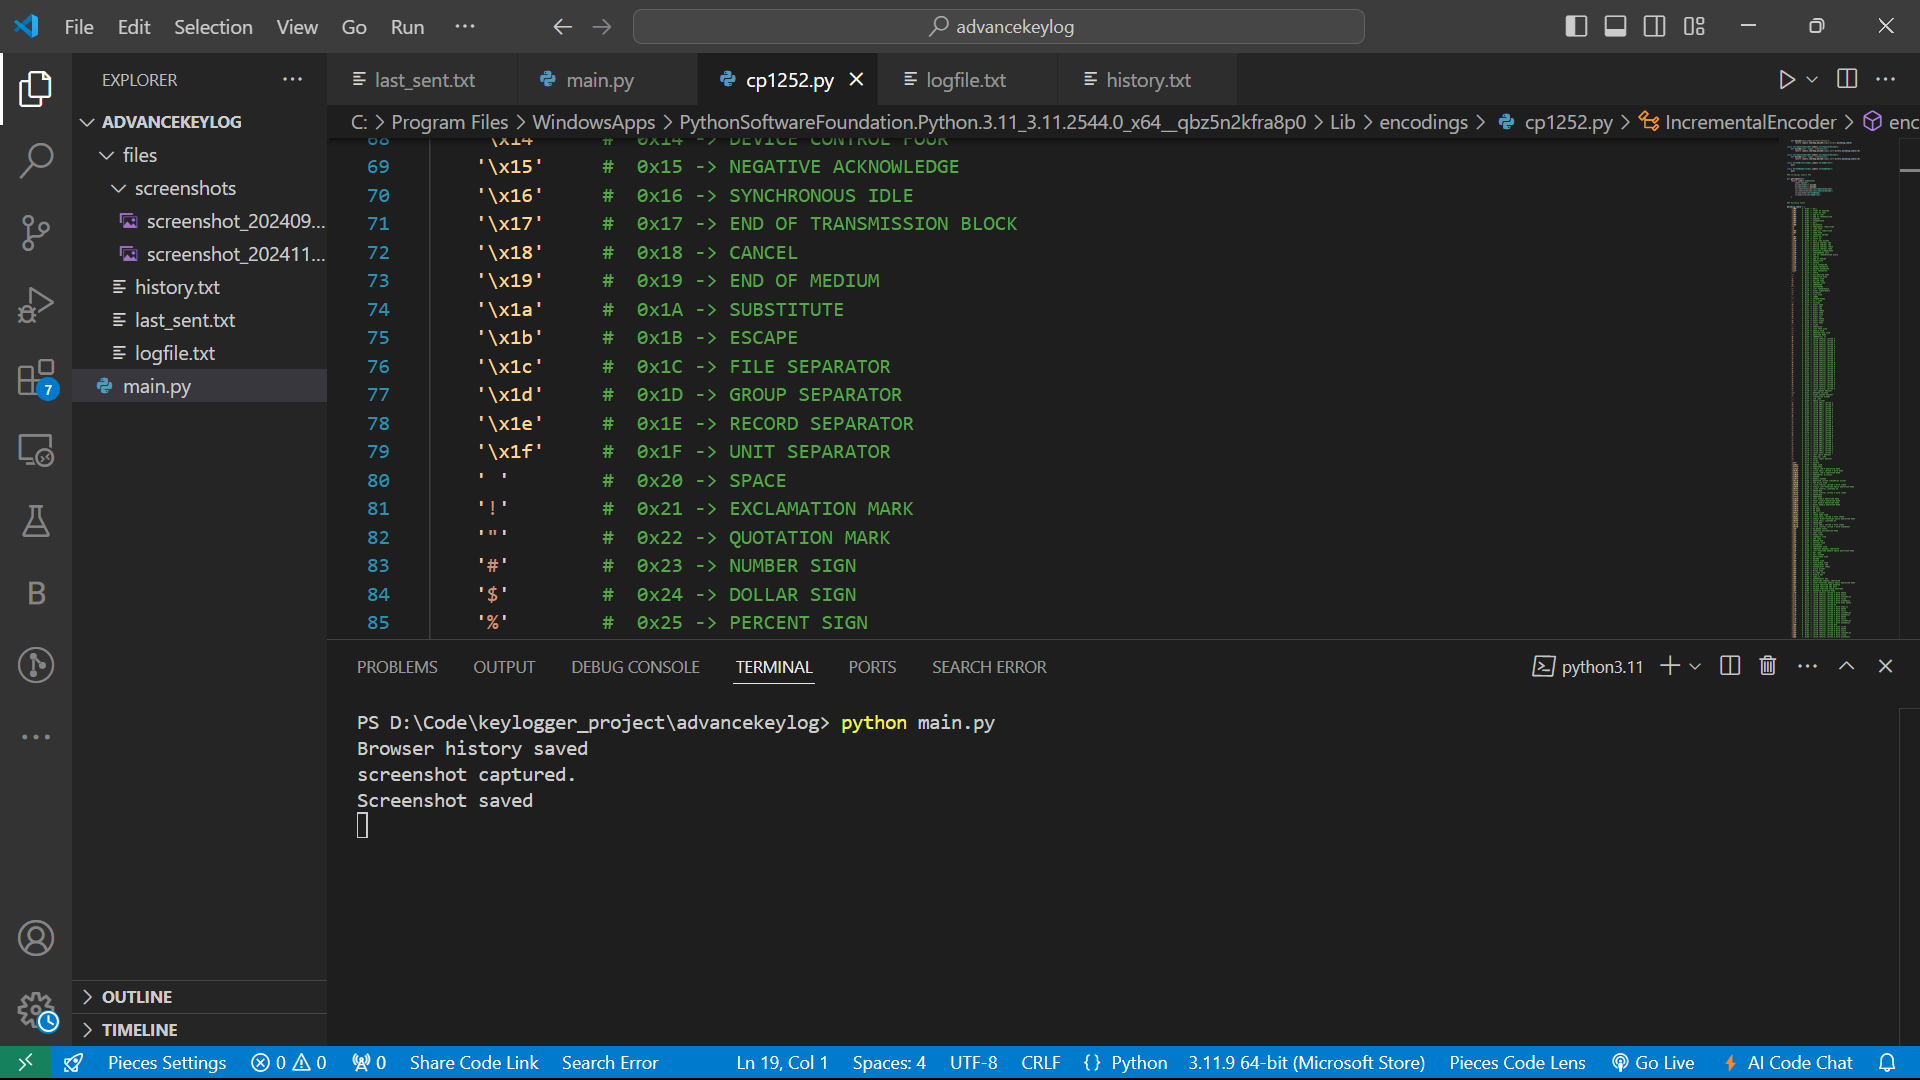 File Edit Selection View Go Run ...
advancekeylog
EXPLORER ...
last_sent.txt main.py cp1252.py logfile.txt history.txt
C: > Program Files > WindowsApps > PythonSoftwareFoundation.Python.3.11_3.11.2544.0_x64__qbz5n2kfra8p0 > Lib > encodings > cp1252.py > IncrementalEncoder > enc
ADVANCEKEYLOG
files
screenshots
screenshot_202409...
screenshot_202411...
history.txt
last_sent.txt
logfile.txt
main.py
7
B
OUTLINE
TIMELINE
68 '\x14' # 0x14 -> DEVICE CONTROL FOUR
69 '\x15' # 0x15 -> NEGATIVE ACKNOWLEDGE
70 '\x16' # 0x16 -> SYNCHRONOUS IDLE
71 '\x17' # 0x17 -> END OF TRANSMISSION BLOCK
72 '\x18' # 0x18 -> CANCEL
73 '\x19' # 0x19 -> END OF MEDIUM
74 '\x1a' # 0x1A -> SUBSTITUTE
75 '\x1b' # 0x1B -> ESCAPE
76 '\x1c' # 0x1C -> FILE SEPARATOR
77 '\x1d' # 0x1D -> GROUP SEPARATOR
78 '\x1e' # 0x1E -> RECORD SEPARATOR
79 '\x1f' # 0x1F -> UNIT SEPARATOR
80 ' ' # 0x20 -> SPACE
81 '!' # 0x21 -> EXCLAMATION MARK
82 '"' # 0x22 -> QUOTATION MARK
83 '#' # 0x23 -> NUMBER SIGN
84 '$' # 0x24 -> DOLLAR SIGN
85 '%' # 0x25 -> PERCENT SIGN
PROBLEMS OUTPUT DEBUG CONSOLE TERMINAL PORTS SEARCH ERROR python3.11
PS D:\Code\keylogger_project\advancekeylog> python main.py
Browser history saved
screenshot captured.
Screenshot saved
Pieces Settings 0 0 0 Share Code Link Search Error Ln 19, Col 1 Spaces: 4 UTF-8 CRLF {} Python 3.11.9 64-bit (Microsoft Store) Pieces Code Lens Go Live AI Code Chat